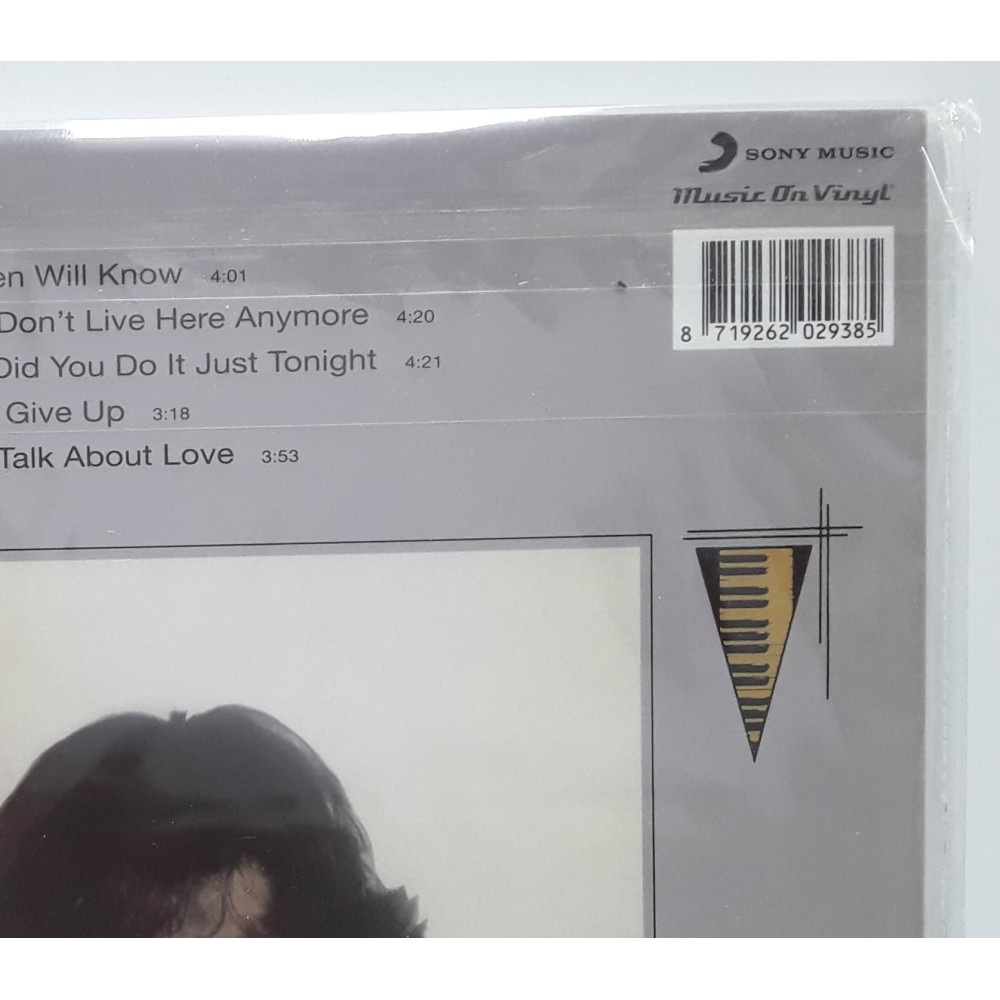 SONY MUSIC
Music On Vinyl
en Will Know 4:01
Don't Live Here Anymore 4:20
Did You Do It Just Tonight 4:21
Give Up 3:18
Talk About Love 3:53
8 719262 029385